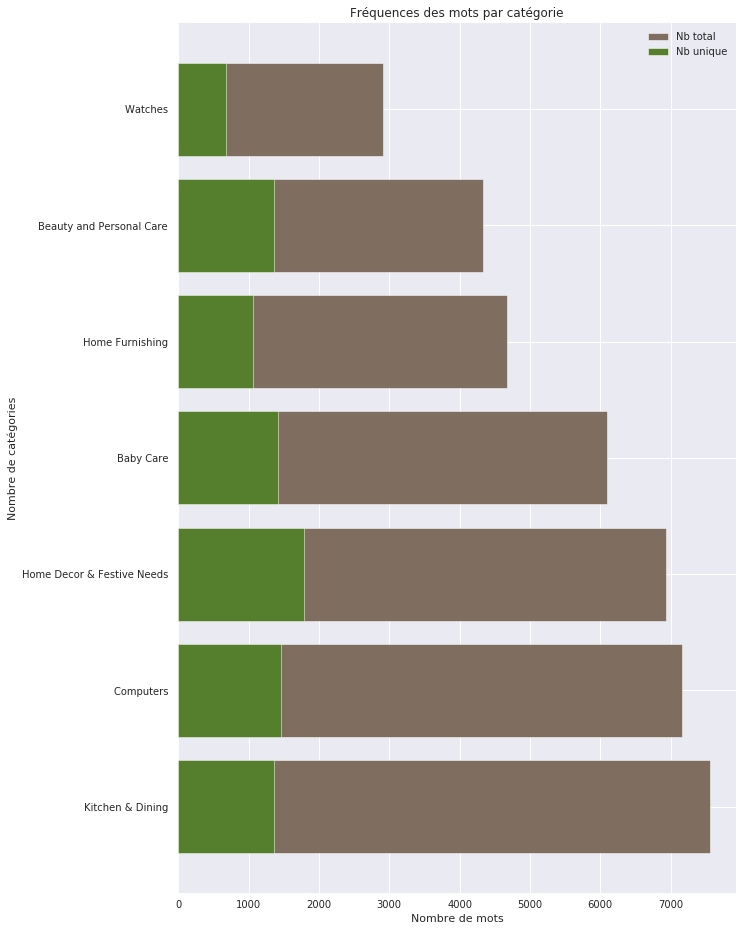 Fréquences des mots par catégorie
Nb total
Nb unique
Watches
Beauty and Personal Care
Home Furnishing
Baby Care
Home Decor & Festive Needs
Computers
Kitchen & Dining
Nombre de catégories
0 1000 2000 3000 4000 5000 6000 7000
Nombre de mots